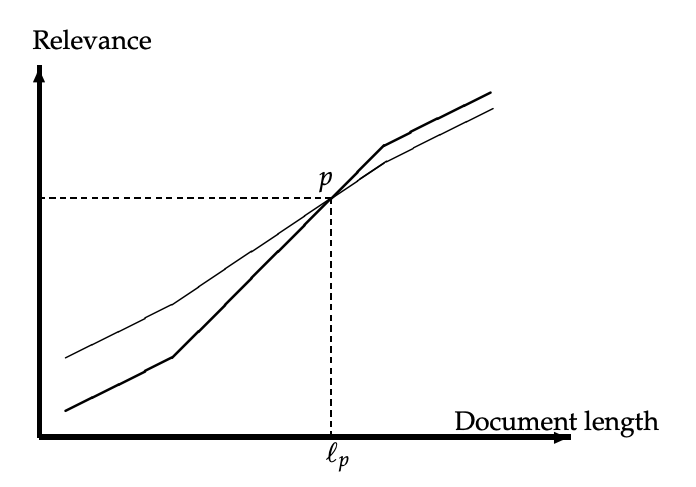 Relevance
p
Document length
ℓp